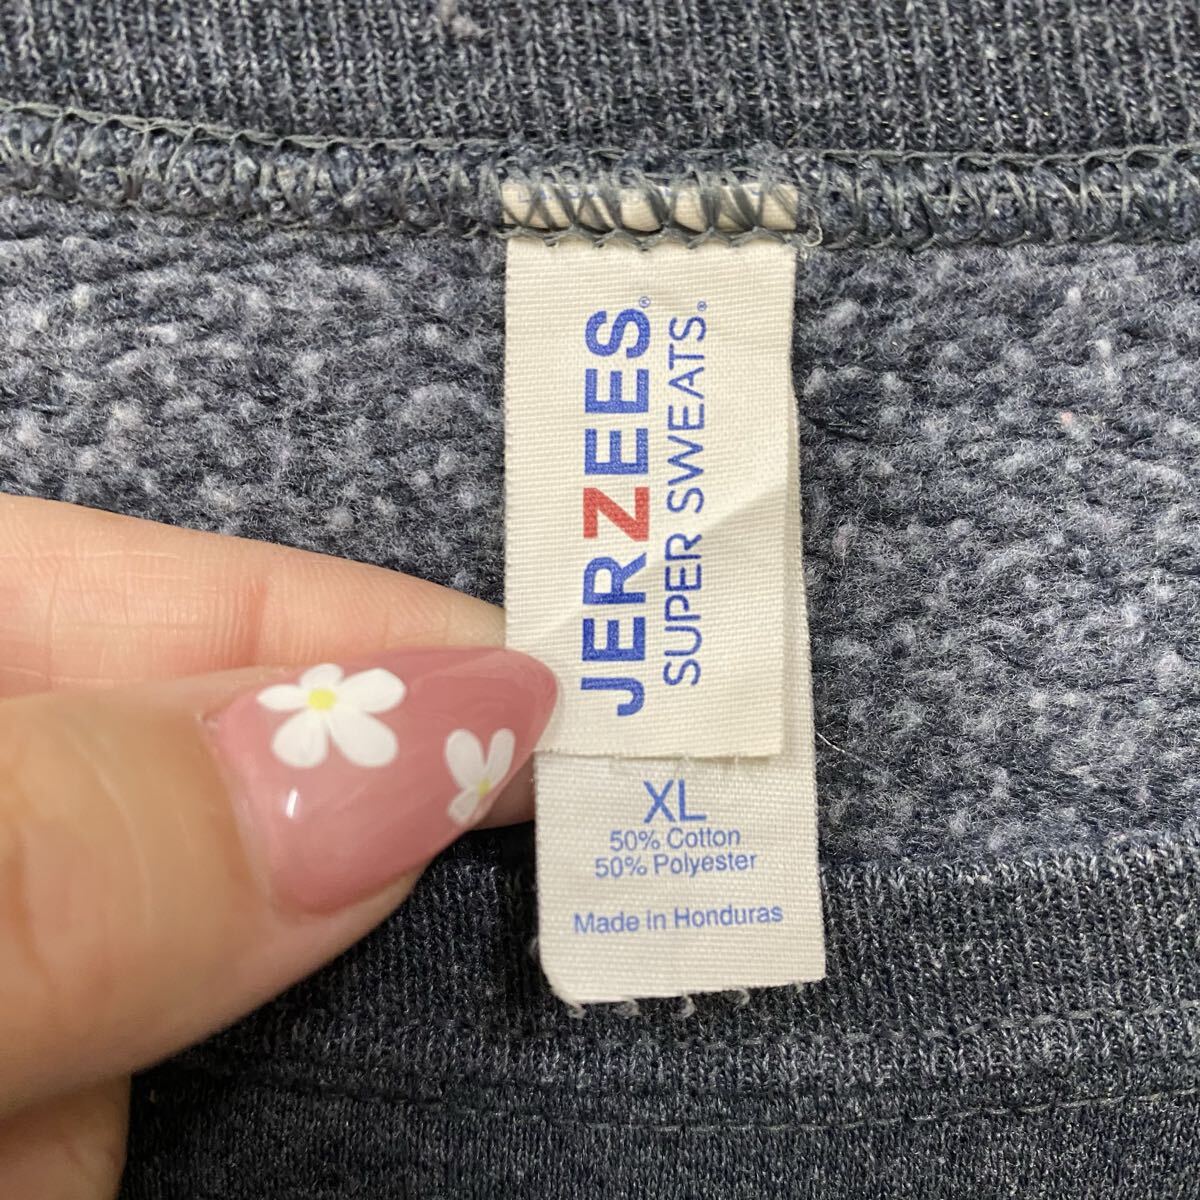 JERZEES®
SUPER SWEATS®
XL
50% Cotton
50% Polyester
Made in Honduras